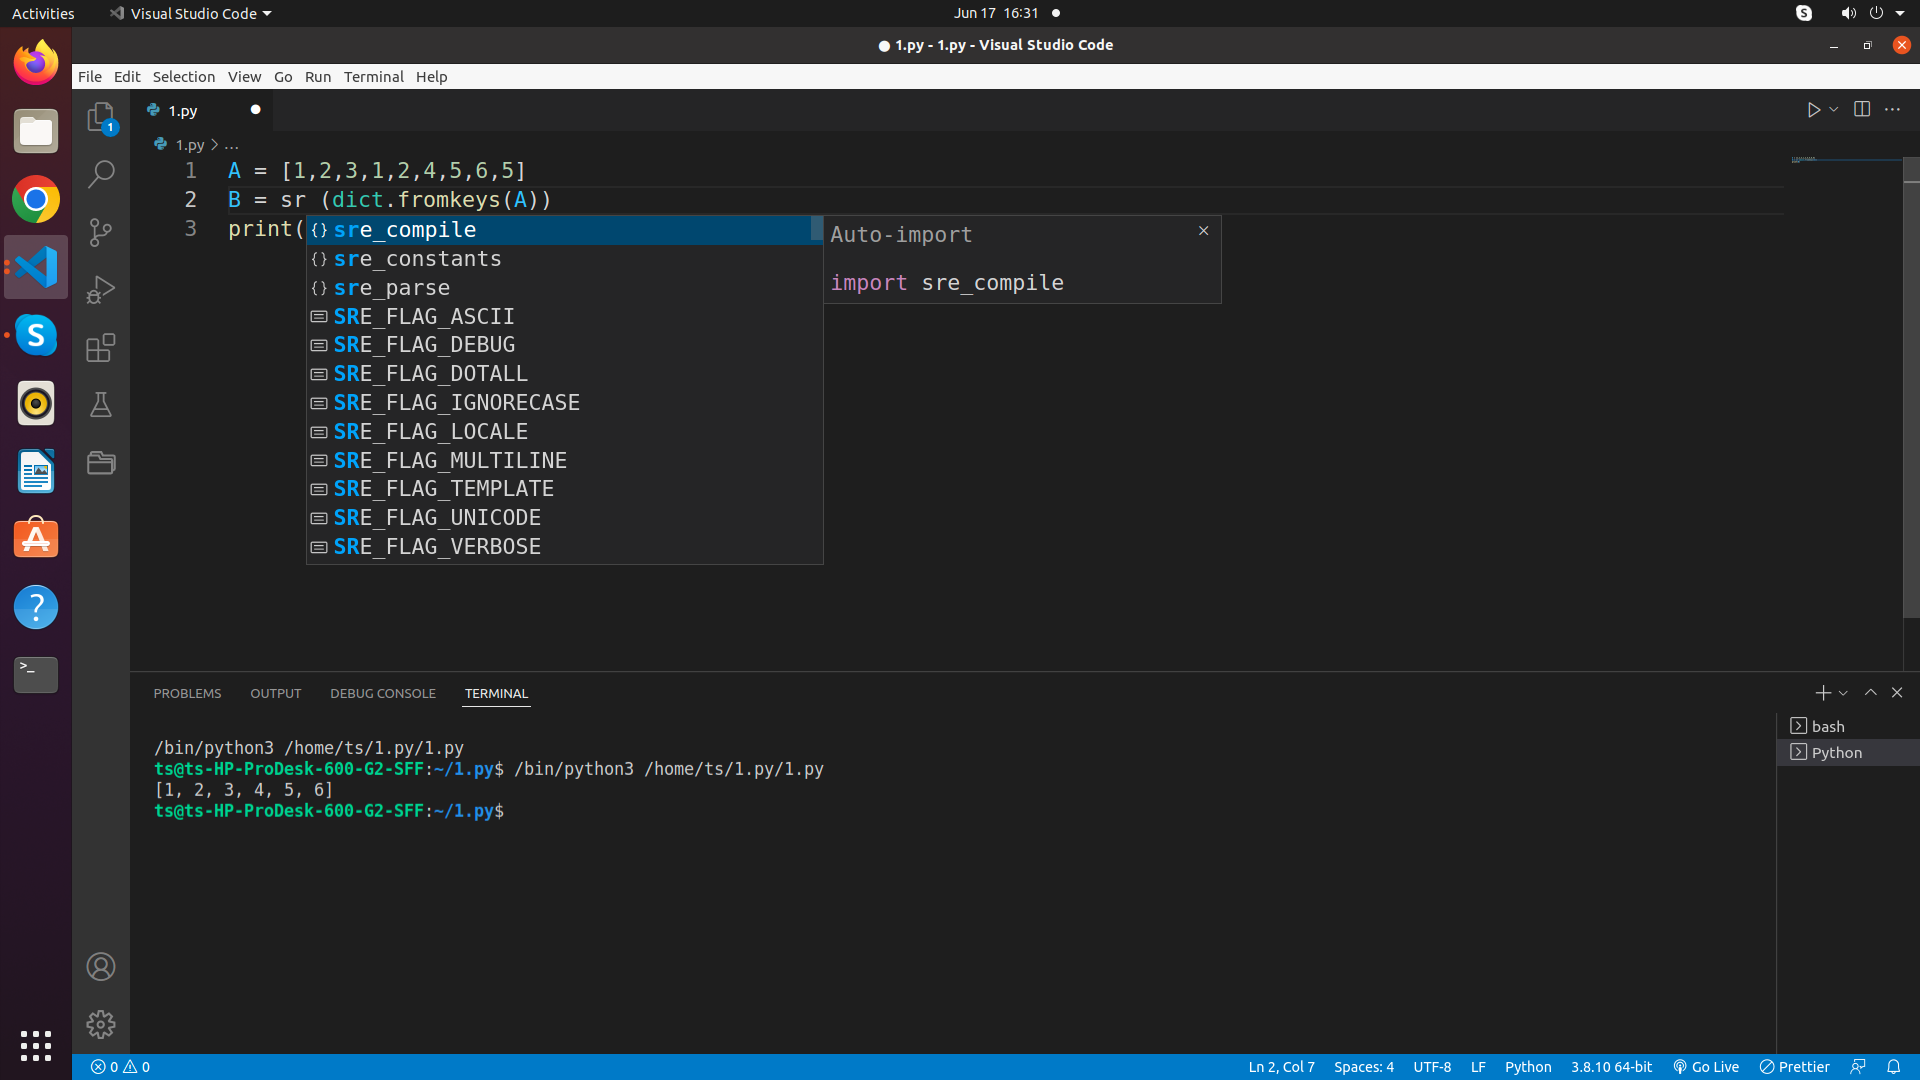 Activities
Visual Studio Code
Jun 17 16:31
● 1.py - 1.py - Visual Studio Code
File Edit Selection View Go Run Terminal Help
1
1.py
1.py > ...
1 A = [1,2,3,1,2,4,5,6,5]
2 B = sr (dict.fromkeys(A))
3 print(
{} sre_compile
{} sre_constants
{} sre_parse
SRE_FLAG_ASCII
SRE_FLAG_DEBUG
SRE_FLAG_DOTALL
SRE_FLAG_IGNORECASE
SRE_FLAG_LOCALE
SRE_FLAG_MULTILINE
SRE_FLAG_TEMPLATE
SRE_FLAG_UNICODE
SRE_FLAG_VERBOSE
Auto-import
import sre_compile
PROBLEMS OUTPUT DEBUG CONSOLE TERMINAL
/bin/python3 /home/ts/1.py/1.py
ts@ts-HP-ProDesk-600-G2-SFF:~/1.py$ /bin/python3 /home/ts/1.py/1.py
[1, 2, 3, 4, 5, 6]
ts@ts-HP-ProDesk-600-G2-SFF:~/1.py$
bash
Python
0 0
Ln 2, Col 7 Spaces: 4 UTF-8 LF Python 3.8.10 64-bit Go Live Prettier